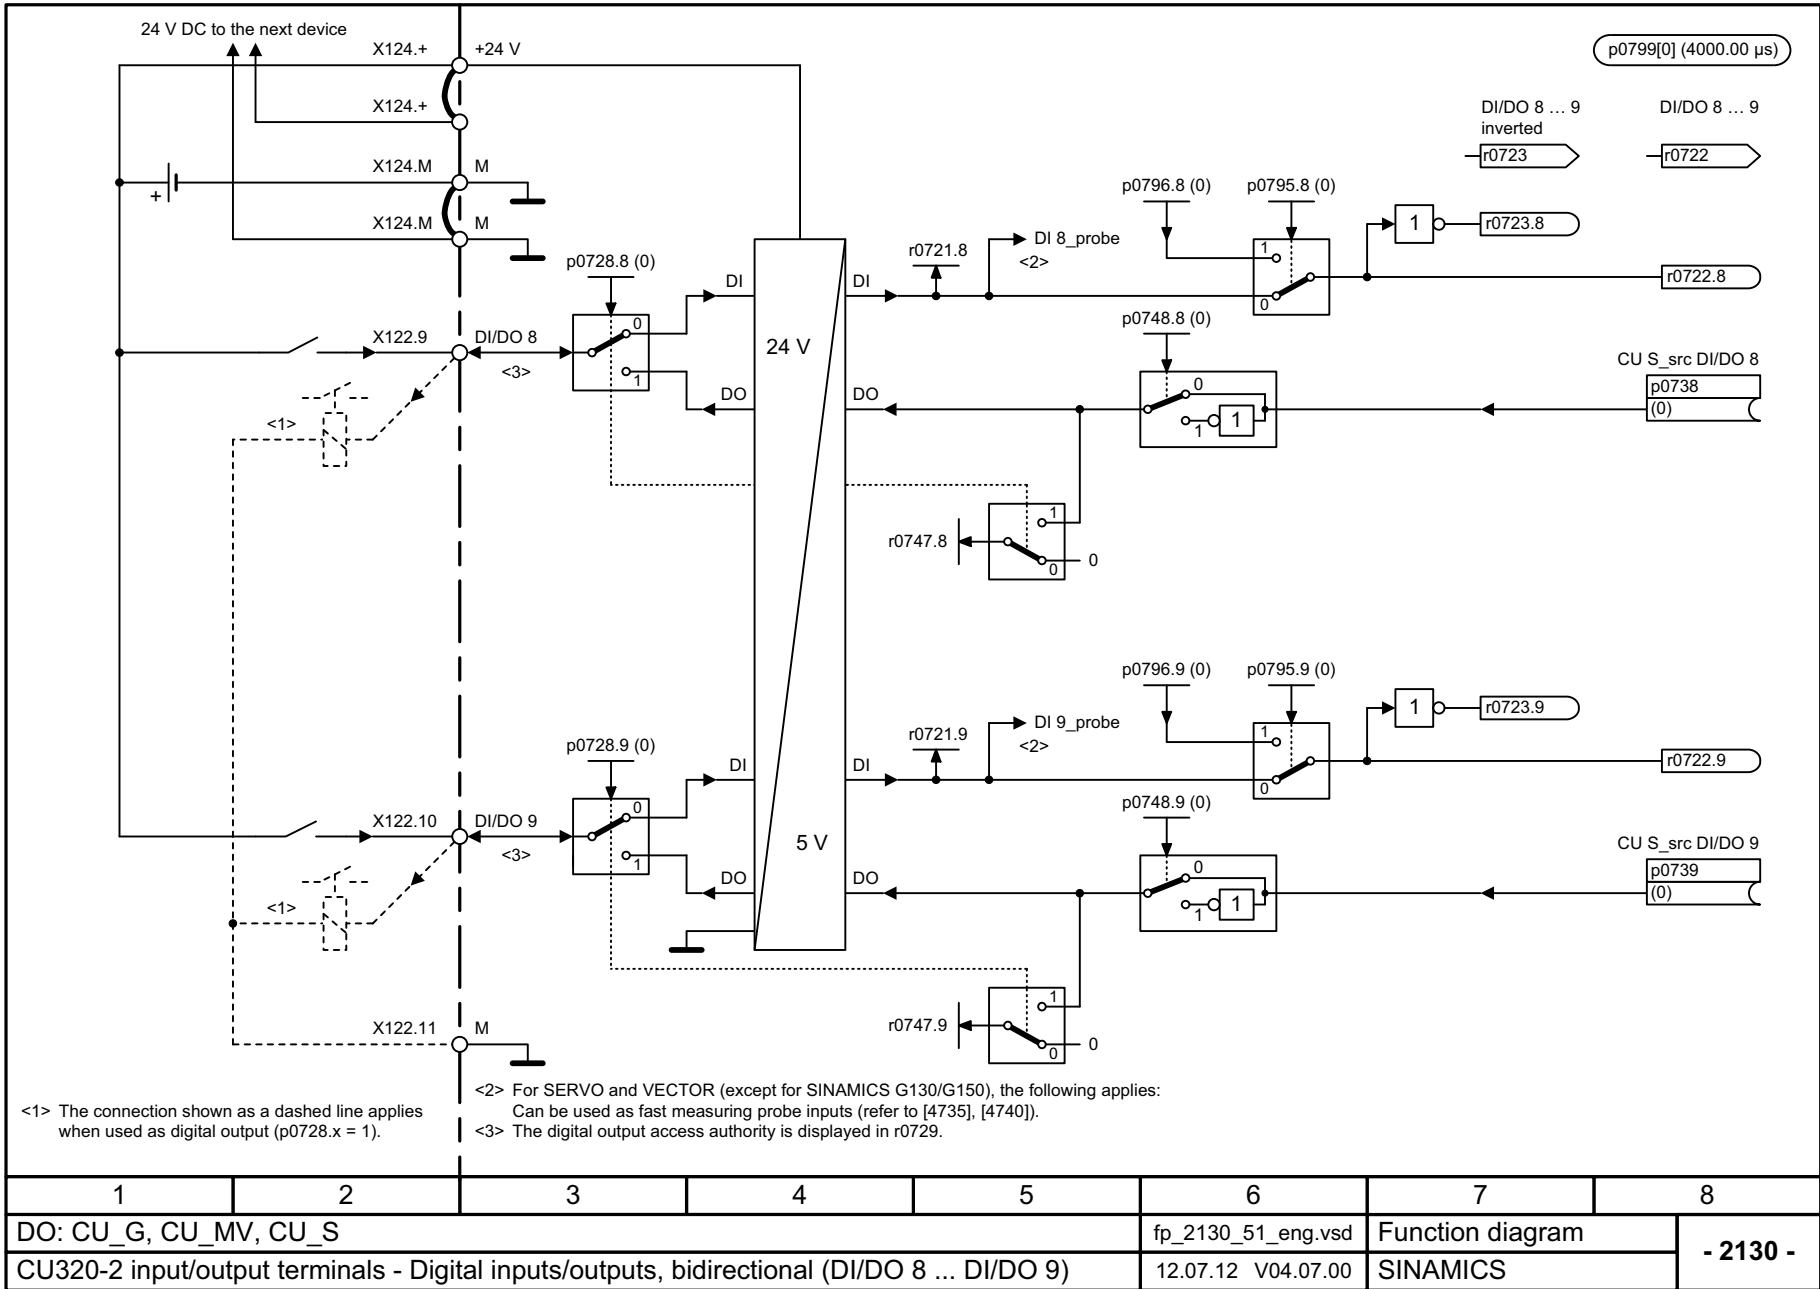 24 V DC to the next device
X124.+
+24 V
p0799[0] (4000.00 µs)
X124.+
DI/DO 8 ... 9
inverted
r0723
DI/DO 8 ... 9
r0722
X124.M
M
+
X124.M
M
p0796.8 (0)
p0795.8 (0)
1
r0723.8
p0728.8 (0)
r0721.8
DI 8_probe
<2>
1
0
r0722.8
DI
DI
24 V
X122.9
DI/DO 8
<3>
0
1
p0748.8 (0)
CU S_src DI/DO 8
p0738
(0)
DO
DO
0
1
1
<1>
r0747.8
1
0
0
p0796.9 (0)
p0795.9 (0)
1
r0723.9
p0728.9 (0)
r0721.9
DI 9_probe
<2>
1
0
r0722.9
DI
DI
5 V
X122.10
DI/DO 9
<3>
0
1
p0748.9 (0)
CU S_src DI/DO 9
p0739
(0)
DO
DO
0
1
1
<1>
r0747.9
1
0
0
X122.11
M
<1> The connection shown as a dashed line applies
when used as digital output (p0728.x = 1).
<2> For SERVO and VECTOR (except for SINAMICS G130/G150), the following applies:
Can be used as fast measuring probe inputs (refer to [4735], [4740]).
<3> The digital output access authority is displayed in r0729.
1 2 3 4 5 6 7 8
DO: CU_G, CU_MV, CU_S
fp_2130_51_eng.vsd
Function diagram
- 2130 -
CU320-2 input/output terminals - Digital inputs/outputs, bidirectional (DI/DO 8 ... DI/DO 9)
12.07.12 V04.07.00
SINAMICS